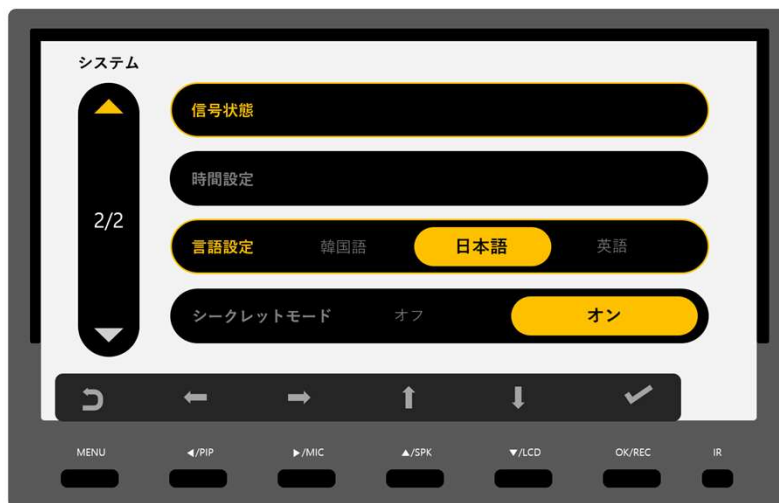 システム
信号状態
時間設定
2/2
言語設定 韓国語 日本語 英語
シークレットモード オフ オン
MENU ◀/PIP ▶/MIC ▲/SPK ▼/LCD OK/REC IR